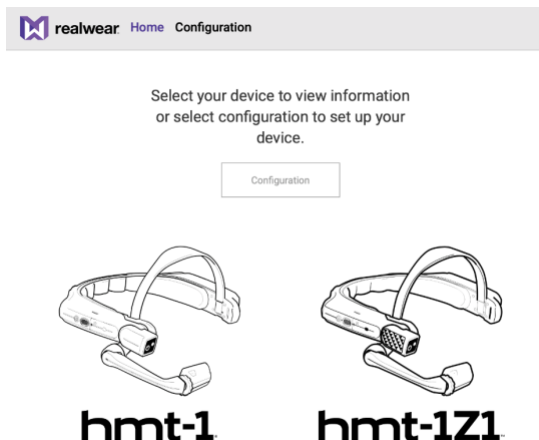 realwear Home Configuration
Select your device to view information
or select configuration to set up your
device.
Configuration
hmt-1 hmt-1Z1